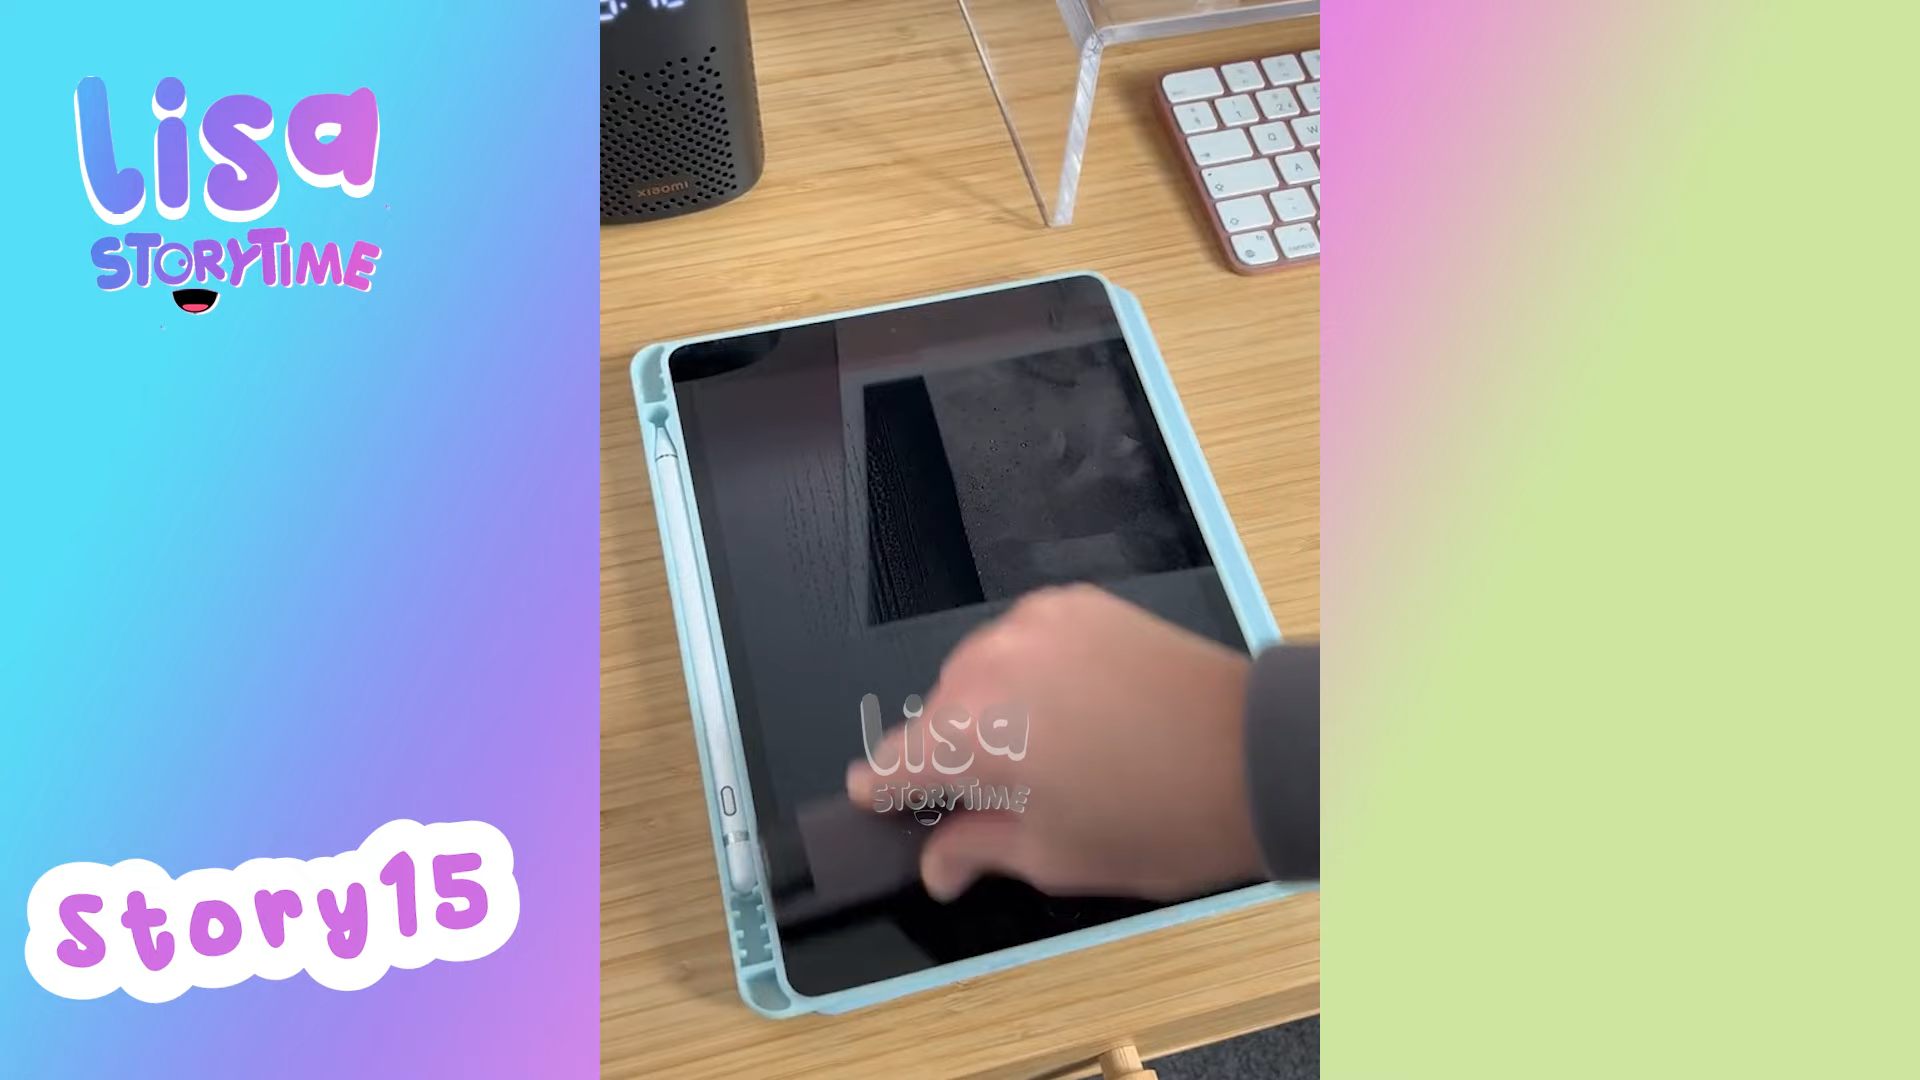 Lisa
STORYTIME
Story15
xiaomi
Q
W
A
Lisa
STORYTIME